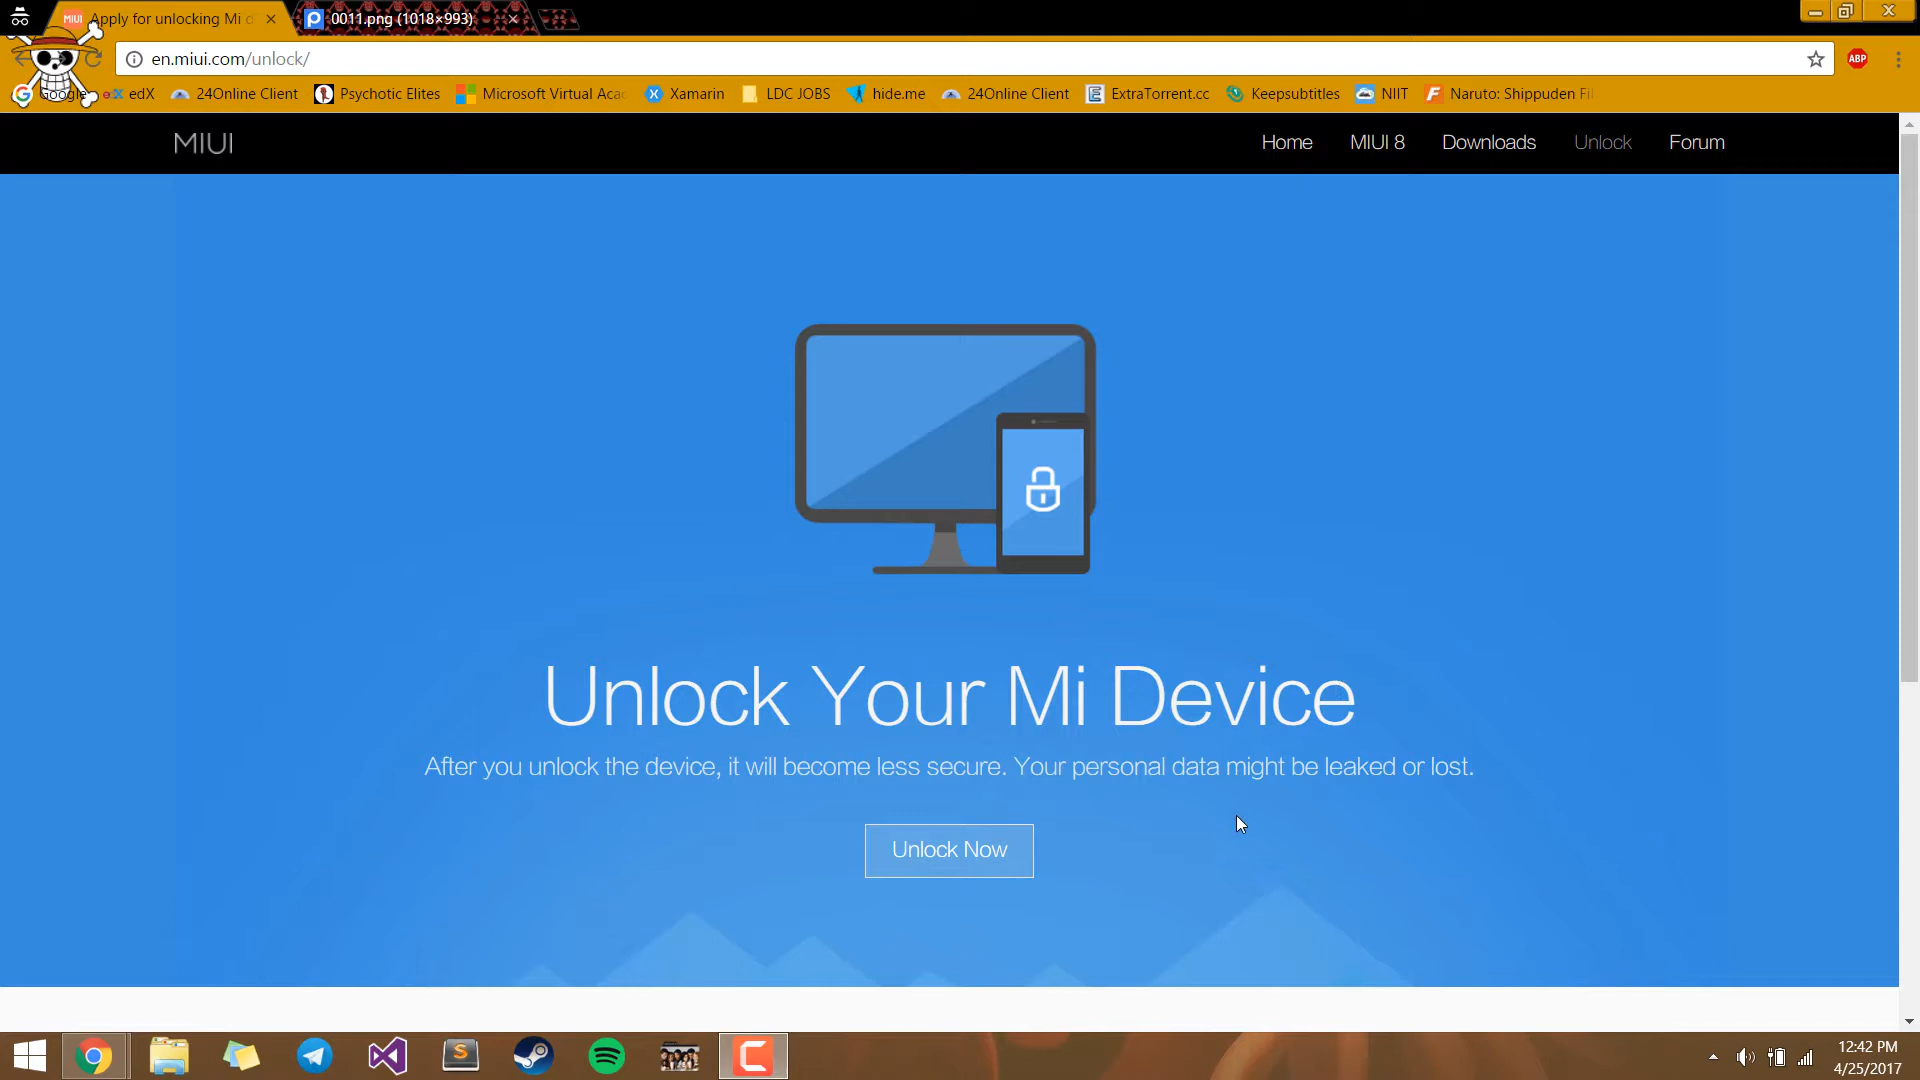 Apply for unlocking Mi d
0011.png (1018×993)
en.miui.com/unlock/
Google
edX
24Online Client
Psychotic Elites
Microsoft Virtual Aca
Xamarin
LDC JOBS
hide.me
24Online Client
ExtraTorrent.cc
Keepsubtitles
NIIT
Naruto: Shippuden Fil
ABP
MIUI
Home
MIUI 8
Downloads
Unlock
Forum
Unlock Your Mi Device
After you unlock the device, it will become less secure. Your personal data might be leaked or lost.
Unlock Now
12:42 PM
4/25/2017